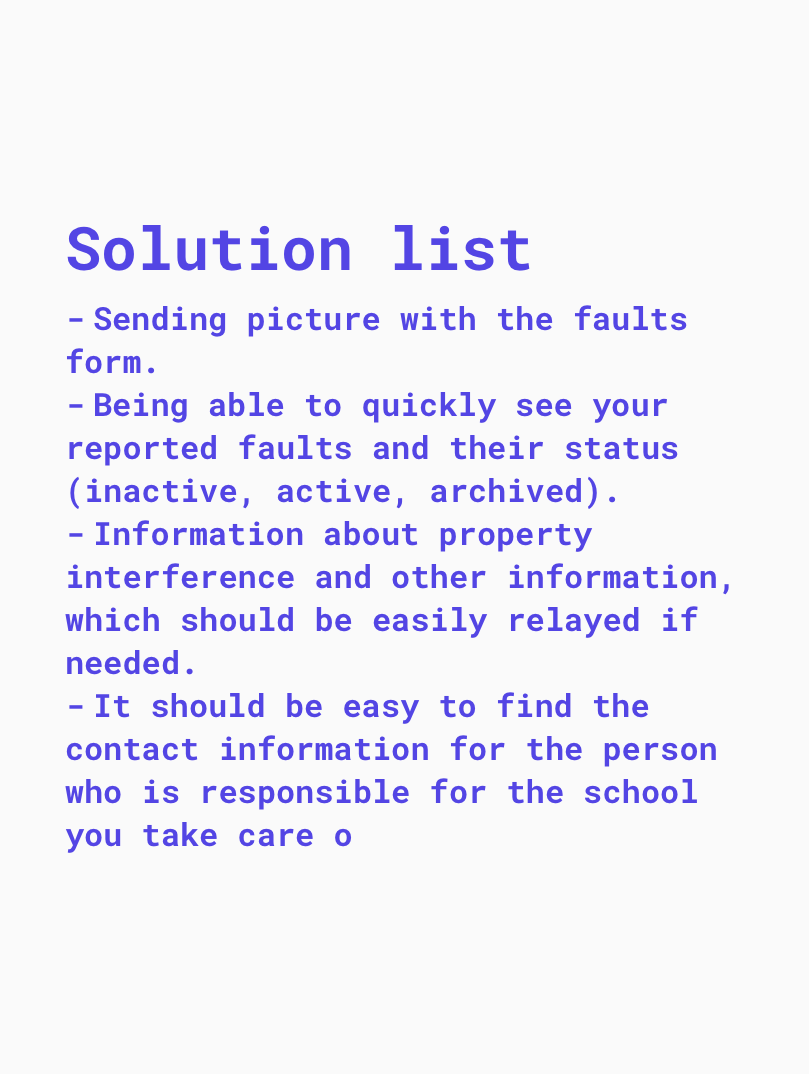 Solution list
- Sending picture with the faults
form.
- Being able to quickly see your
reported faults and their status
(inactive, active, archived).
- Information about property
interference and other information,
which should be easily relayed if
needed.
- It should be easy to find the
contact information for the person
who is responsible for the school
you take care o